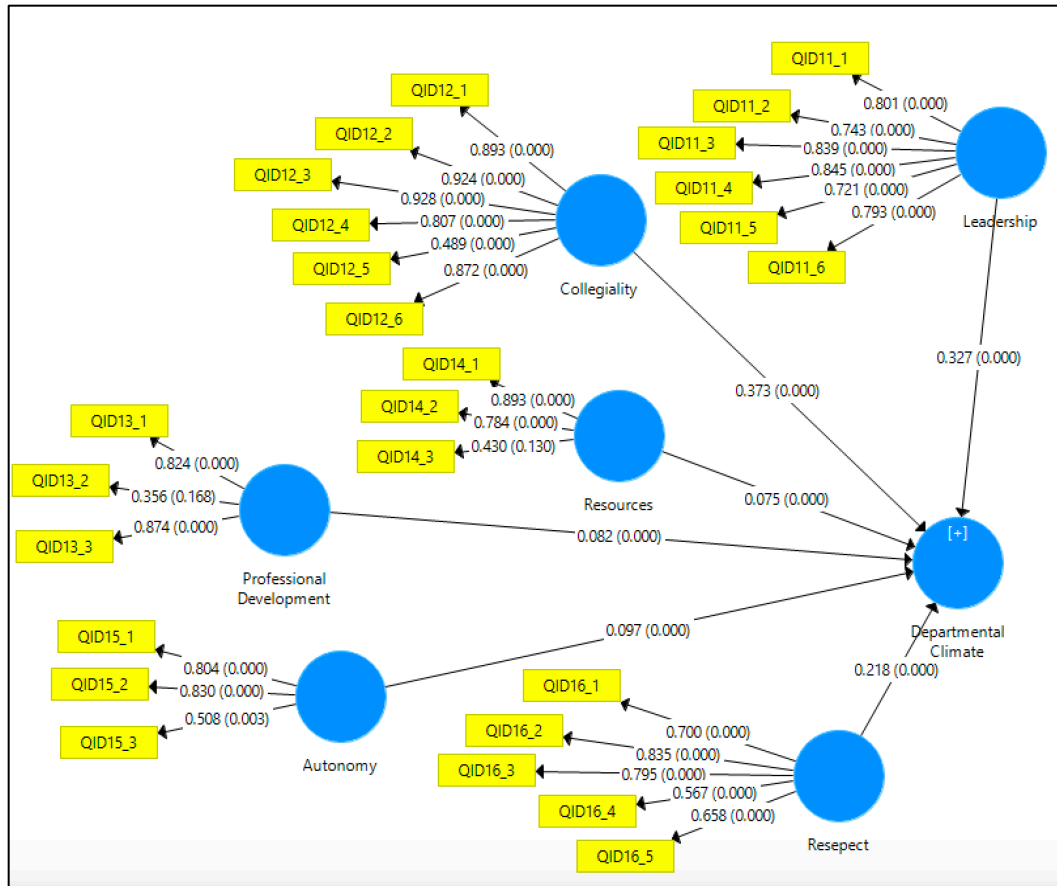 QID12_1
QID12_2
QID12_3
QID12_4
QID12_5
QID12_6
0.893 (0.000)
0.924 (0.000)
0.928 (0.000)
0.807 (0.000)
0.489 (0.000)
0.872 (0.000)
Collegiality
QID11_1
QID11_2
QID11_3
QID11_4
QID11_5
QID11_6
0.801 (0.000)
0.743 (0.000)
0.839 (0.000)
0.845 (0.000)
0.721 (0.000)
0.793 (0.000)
Leadership
0.373 (0.000)
0.327 (0.000)
QID14_1
QID14_2
QID14_3
0.893 (0.000)
0.784 (0.000)
0.430 (0.130)
Resources
0.075 (0.000)
QID13_1
QID13_2
QID13_3
0.824 (0.000)
0.356 (0.168)
0.874 (0.000)
Professional
Development
0.082 (0.000)
[+]
Departmental
Climate
QID15_1
QID15_2
QID15_3
0.804 (0.000)
0.830 (0.000)
0.508 (0.003)
Autonomy
0.097 (0.000)
0.218 (0.000)
QID16_1
QID16_2
QID16_3
QID16_4
QID16_5
0.700 (0.000)
0.835 (0.000)
0.795 (0.000)
0.567 (0.000)
0.658 (0.000)
Resepect